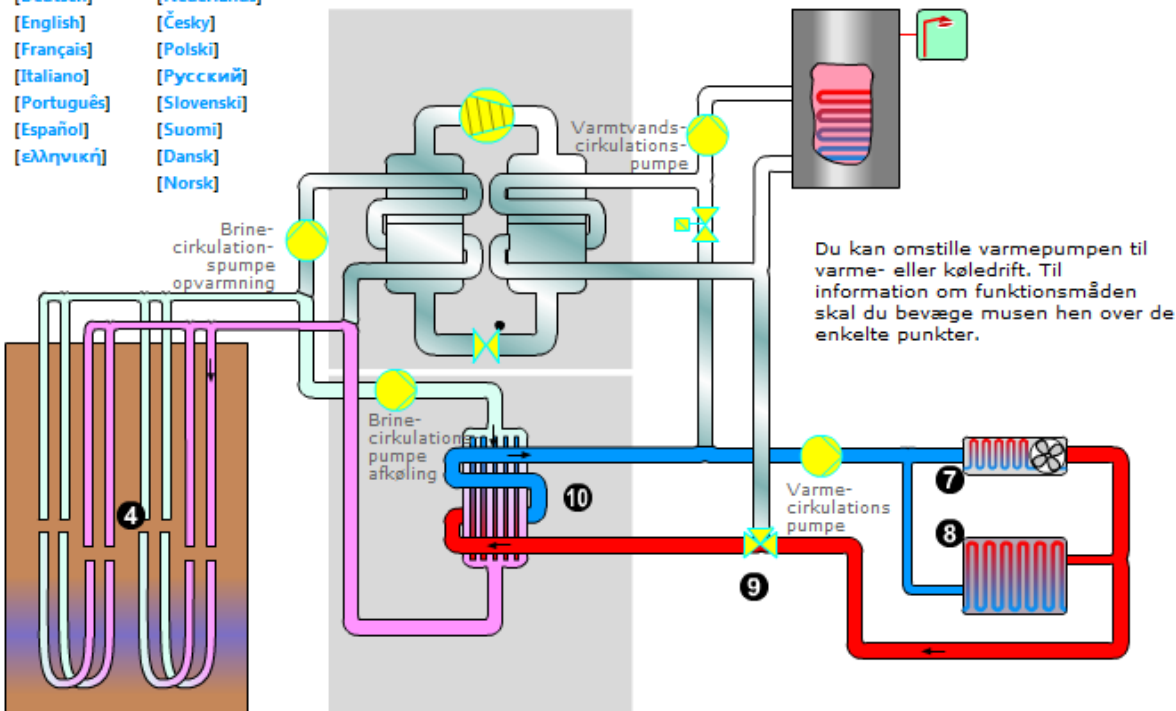 [English]
[Česky]
[Français]
[Polski]
[Italiano]
[Русский]
[Português]
[Slovenski]
[Español]
[Suomi]
[ελληνική]
[Dansk]
[Norsk]
Varmtvands-
cirkulations-
pumpe
Brine-
cirkulation-
spumpe
opvarmning
Du kan omstille varmepumpen til
varme- eller køledrift. Til
information om funktionsmåden
skal du bevæge musen hen over de
enkelte punkter.
Brine-
cirkulations
pumpe
afkøling
Varme-
cirkulations
pumpe
4
7
8
9
10